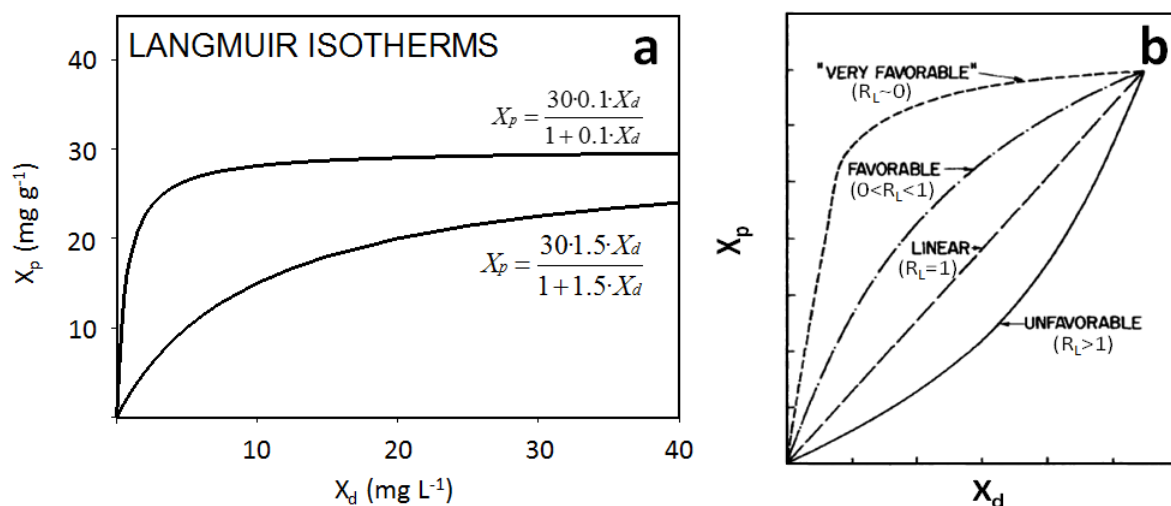 LANGMUIR ISOTHERMS
a
40
30
20
10
10
20
30
40
X_p (mg g⁻¹)
X_d (mg L⁻¹)
X_p = 30·0.1·X_d / 1+0.1·X_d
X_p = 30·1.5·X_d / 1+1.5·X_d
b
"VERY FAVORABLE"
(R_L~0)
FAVORABLE
(0<R_L<1)
LINEAR
(R_L=1)
UNFAVORABLE
(R_L>1)
X_p
X_d